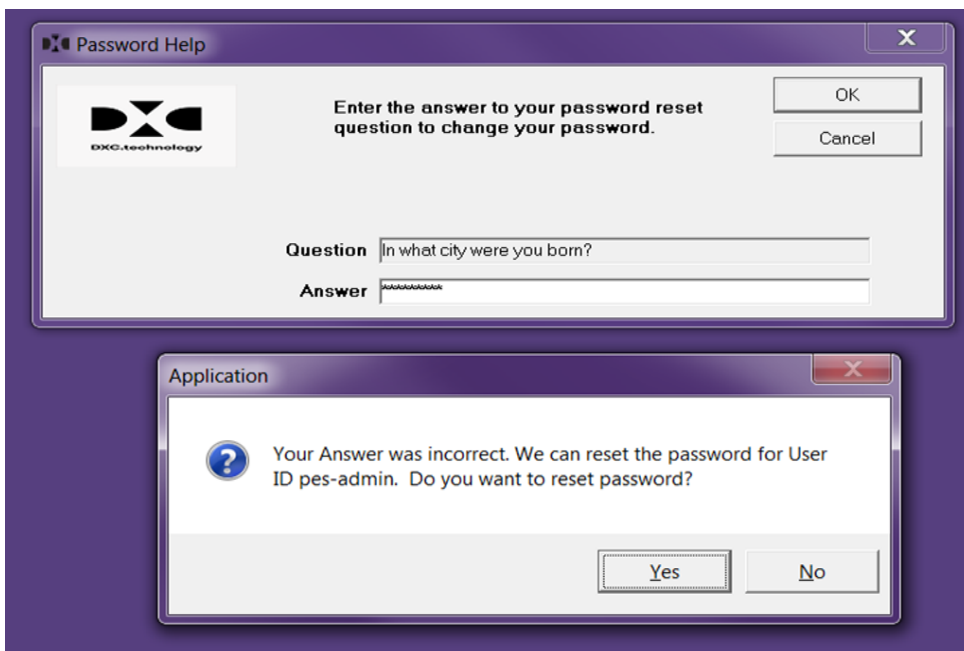 Password Help
X
DXC.technology
Enter the answer to your password reset
question to change your password.
OK
Cancel
Question In what city were you born?
Answer **********
Application
X
Your Answer was incorrect. We can reset the password for User
ID pes-admin. Do you want to reset password?
Yes
No